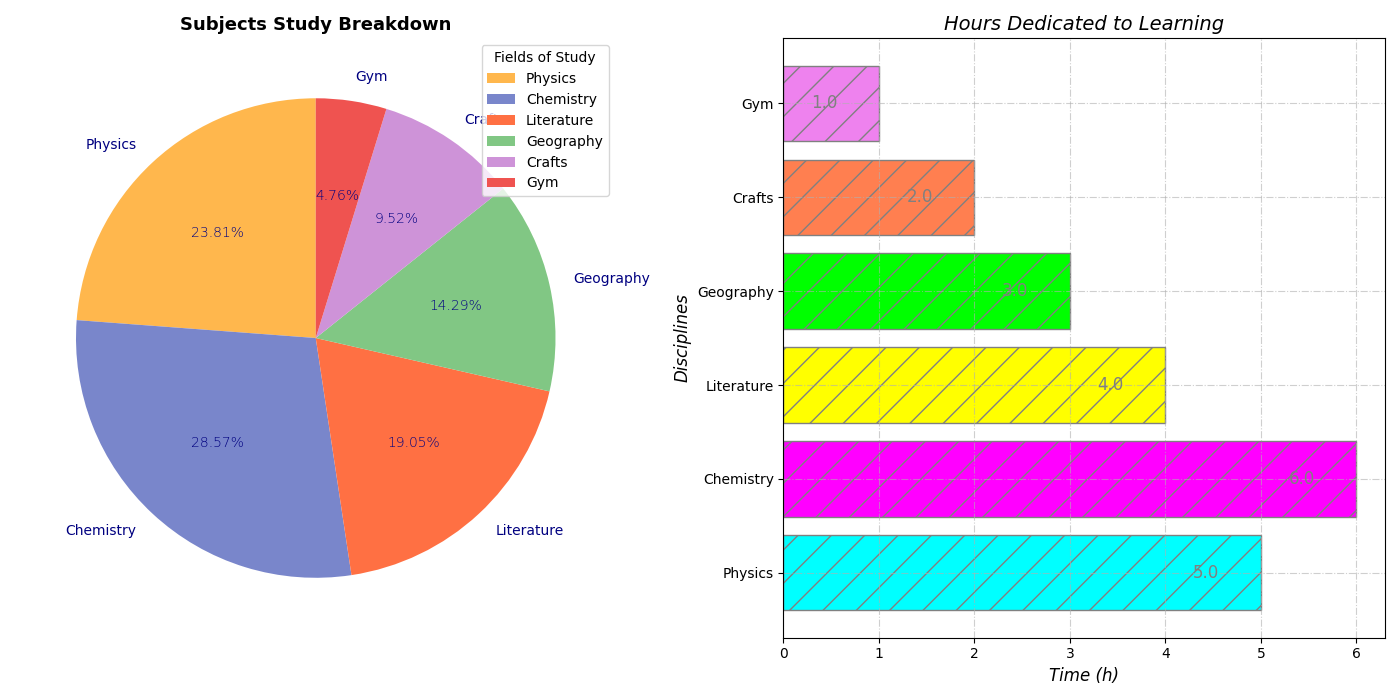 Subjects Study Breakdown
Fields of Study
Physics
Chemistry
Literature
Geography
Crafts
Gym
Gym
Physics
Geography
Chemistry
Literature
4.76%
9.52%
23.81%
14.29%
28.57%
19.05%
Hours Dedicated to Learning
Disciplines
Gym
1.0
Crafts
2.0
Geography
3.0
Literature
4.0
Chemistry
6.0
Physics
5.0
0 1 2 3 4 5 6
Time (h)